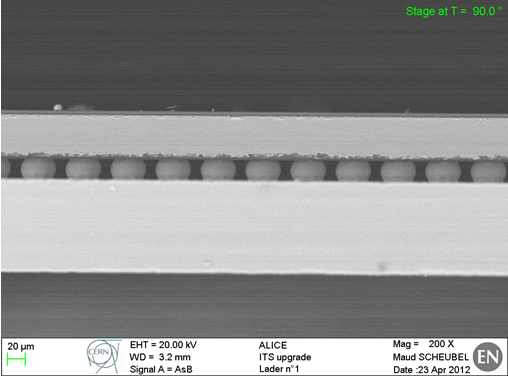 Stage at T = 90.0 °
20 µm
CERN
EHT = 20.00 kV
WD = 3.2 mm
Signal A = AsB
ALICE
ITS upgrade
Lader n°1
Mag = 200 X
Maud SCHEUBEL
Date :23 Apr 2012
EN